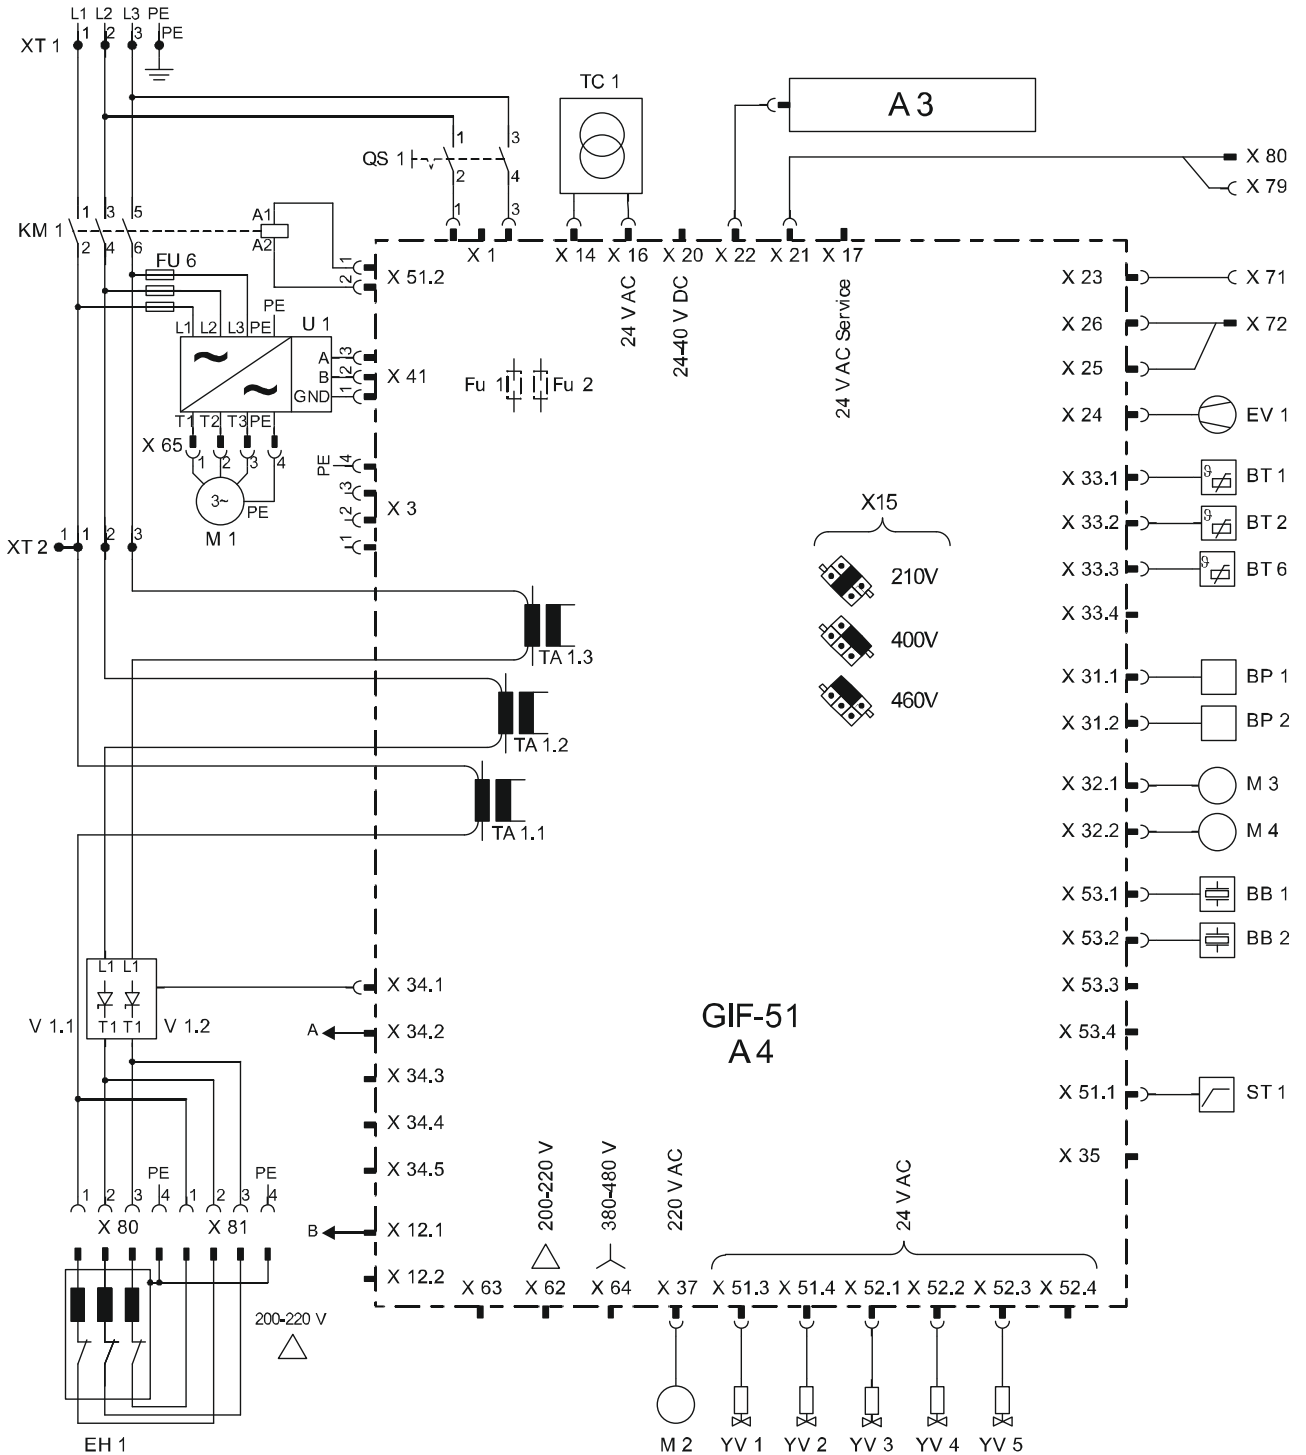 L1 L2 L3 PE
1 2 3 PE
XT 1
TC 1
A 3
QS 1
1 3
2 4
X 80
X 79
1 3
KM 1
1 3 5
2 4 6
A1
A2
X 1
X 14
X 16
X 20
X 22
X 21
X 17
1
2
X 51.2
24 V AC
24-40 V DC
24 V AC Service
FU 6
PE
L1 L2 L3 PE
U 1
A
B
GND
3
2
1
X 41
T1 T2 T3 PE
X 65
1 2 3 4
3~
PE
M 1
Fu 1
Fu 2
PE
4
3
2
1
X 3
XT 2
1 1 2 3
X15
210V
400V
460V
TA 1.3
TA 1.2
TA 1.1
X 23
X 71
X 26
X 72
X 25
X 24
EV 1
X 33.1
ϑ
BT 1
X 33.2
ϑ
BT 2
X 33.3
ϑ
BT 6
X 33.4
X 31.1
BP 1
X 31.2
BP 2
X 32.1
M 3
X 32.2
M 4
X 53.1
BB 1
X 53.2
BB 2
X 53.3
X 53.4
X 51.1
ST 1
X 35
L1 L1
T1 T1
V 1.1
V 1.2
X 34.1
A
X 34.2
X 34.3
X 34.4
X 34.5
B
X 12.1
X 12.2
GIF-51
A 4
PE
PE
1 2 3 4 1 2 3 4
X 80
X 81
200-220 V
EH 1
200-220 V
380-480 V
220 V AC
24 V AC
X 63
X 62
X 64
X 37
X 51.3
X 51.4
X 52.1
X 52.2
X 52.3
X 52.4
M 2
YV 1
YV 2
YV 3
YV 4
YV 5